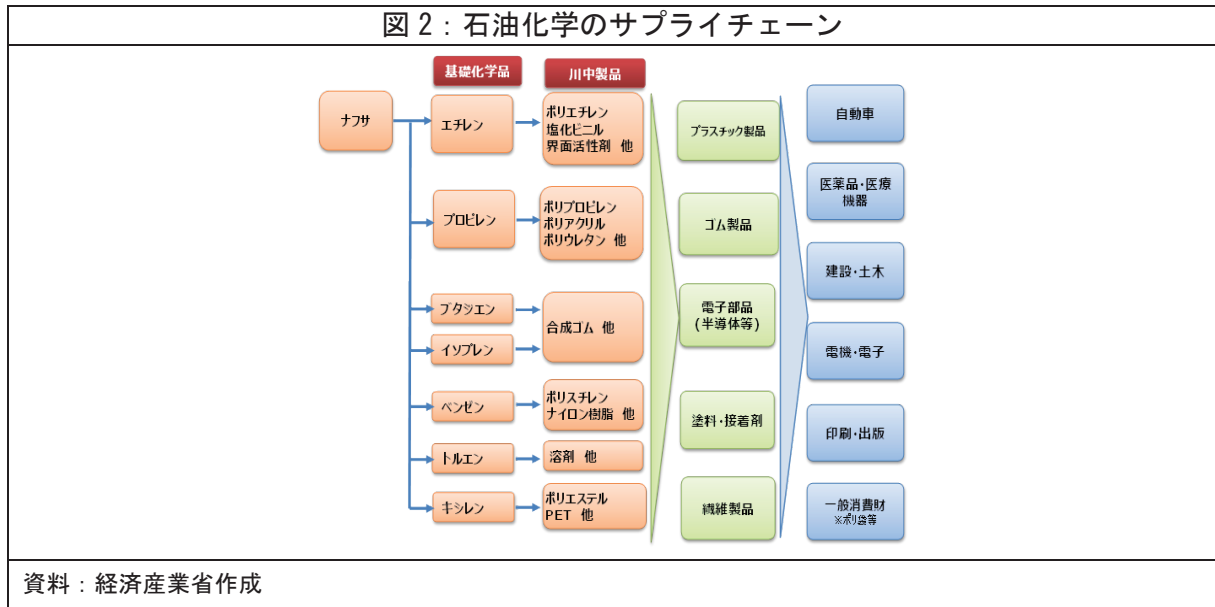 図2:石油化学のサプライチェーン
基礎化学品
川中製品
ナフサ
エチレン
ポリエチレン
塩化ビニル
界面活性剤 他
プロピレン
ポリプロピレン
ポリアクリル
ポリウレタン 他
ブタジエン
イソプレン
合成ゴム 他
ベンゼン
ポリスチレン
ナイロン樹脂 他
トルエン
溶剤 他
キシレン
ポリエステル
PET 他
プラスチック製品
ゴム製品
電子部品
(半導体等)
塗料・接着剤
繊維製品
自動車
医薬品・医療
機器
建設・土木
電機・電子
印刷・出版
一般消費財
※ポリ袋等
資料:経済産業省作成